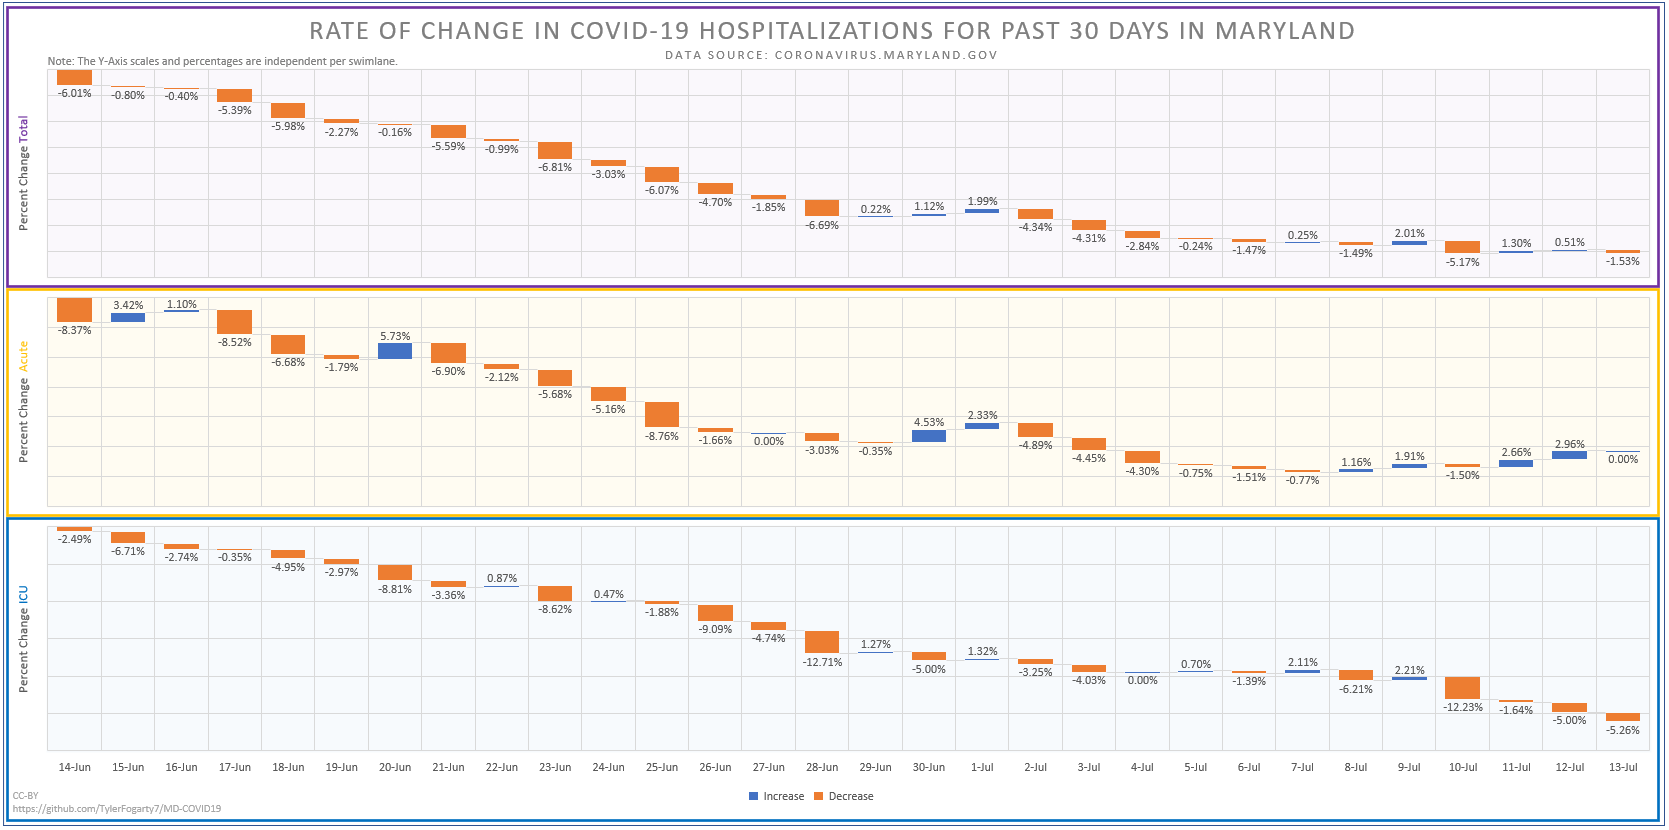 RATE OF CHANGE IN COVID-19 HOSPITALIZATIONS FOR PAST 30 DAYS IN MARYLAND
DATA SOURCE: CORONAVIRUS.MARYLAND.GOV
Note: The Y-Axis scales and percentages are independent per swimlane.
Percent Change Total
-6.01% -0.80% -0.40% -5.39% -5.98% -2.27% -0.16% -5.59% -0.99% -6.81% -3.03% -6.07% -4.70% -1.85% -6.69% 0.22% 1.12% 1.99% -4.34% -4.31% -2.84% -0.24% -1.47% 0.25% -1.49% 2.01% -5.17% 1.30% 0.51% -1.53%
Percent Change Acute
-8.37% 3.42% 1.10% -8.52% -6.68% -1.79% 5.73% -6.90% -2.12% -5.68% -5.16% -8.76% -1.66% 0.00% -3.03% -0.35% 4.53% 2.33% -4.89% -4.45% -4.30% -0.75% -1.51% -0.77% 1.16% 1.91% -1.50% 2.66% 2.96% 0.00%
Percent Change ICU
-2.49% -6.71% -2.74% -0.35% -4.95% -2.97% -8.81% -3.36% 0.87% -8.62% 0.47% -1.88% -9.09% -4.74% -12.71% 1.27% -5.00% 1.32% -3.25% -4.03% 0.00% 0.70% -1.39% 2.11% -6.21% 2.21% -12.23% -1.64% -5.00% -5.26%
14-Jun 15-Jun 16-Jun 17-Jun 18-Jun 19-Jun 20-Jun 21-Jun 22-Jun 23-Jun 24-Jun 25-Jun 26-Jun 27-Jun 28-Jun 29-Jun 30-Jun 1-Jul 2-Jul 3-Jul 4-Jul 5-Jul 6-Jul 7-Jul 8-Jul 9-Jul 10-Jul 11-Jul 12-Jul 13-Jul
Increase Decrease
CC-BY
https://github.com/TylerFogarty7/MD-COVID19